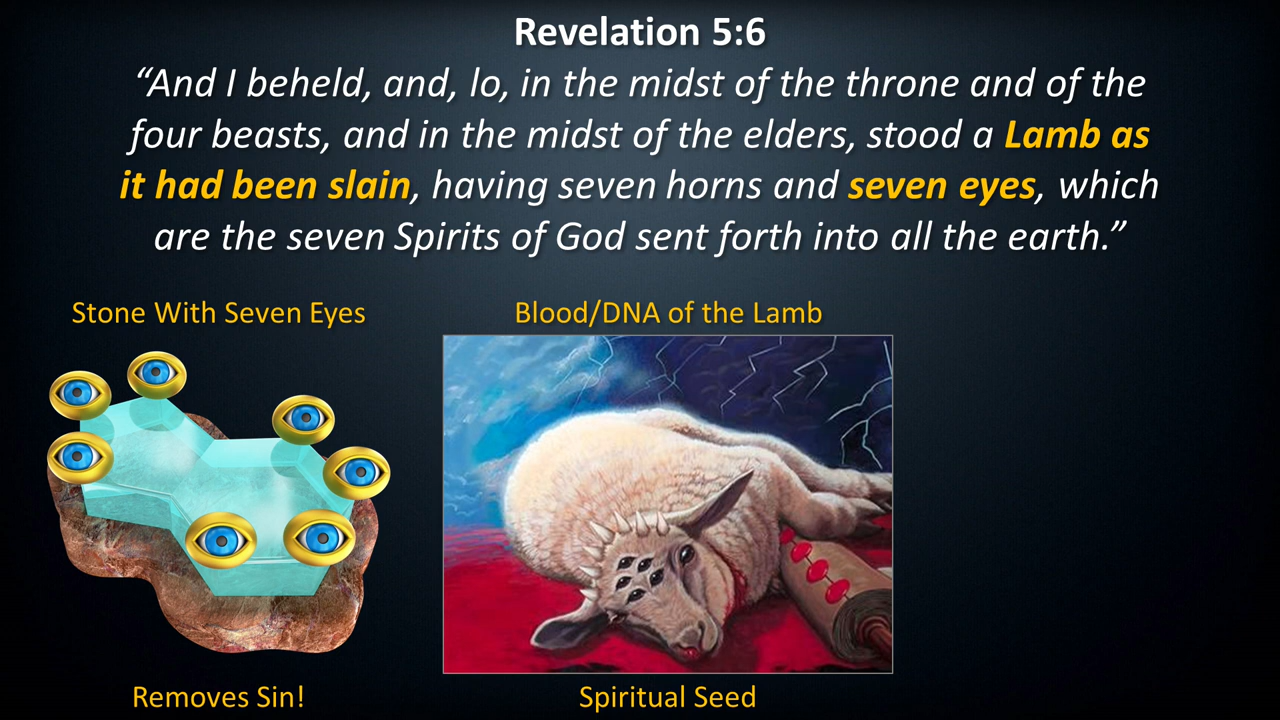 Revelation 5:6
“And I beheld, and, lo, in the midst of the throne and of the
four beasts, and in the midst of the elders, stood a Lamb as
it had been slain, having seven horns and seven eyes, which
are the seven Spirits of God sent forth into all the earth.”
Stone With Seven Eyes
Blood/DNA of the Lamb
Removes Sin!
Spiritual Seed